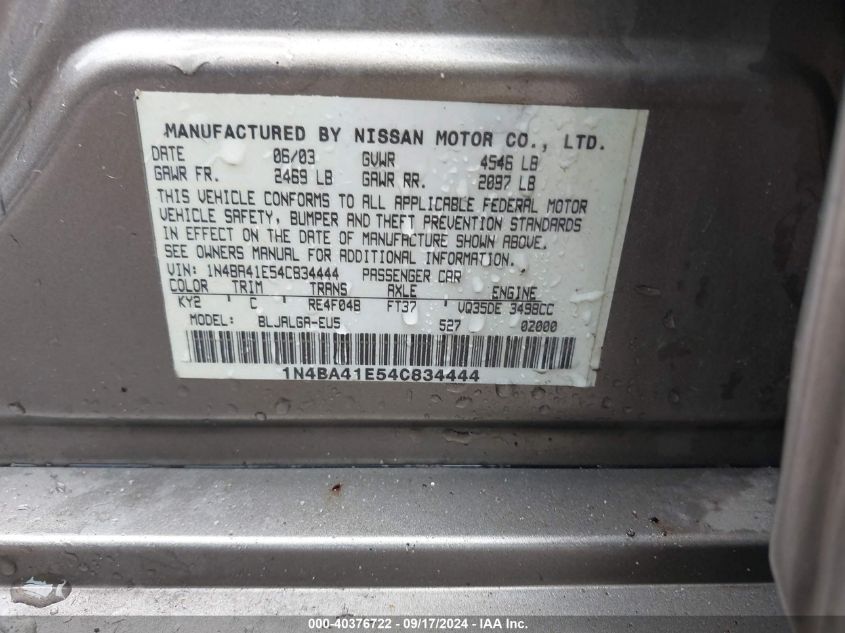 MANUFACTURED BY NISSAN MOTOR CO., LTD.
DATE 06/03 GVWR 4546 LB
GAWR FR. 2469 LB GAWR RR. 2097 LB
THIS VEHICLE CONFORMS TO ALL APPLICABLE FEDERAL MOTOR
VEHICLE SAFETY, BUMPER AND THEFT PREVENTION STANDARDS
IN EFFECT ON THE DATE OF MANUFACTURE SHOWN ABOVE.
SEE OWNERS MANUAL FOR ADDITIONAL INFORMATION.
VIN: 1N4BA41E54C834444 PASSENGER CAR
COLOR TRIM TRANS AXLE ENGINE
KY2 C RE4F04B FT37 VQ35DE 3498CC
MODEL: BLJALGA-EU5 527 0Z000
1N4BA41E54C834444
000-40376722 - 09/17/2024 - IAA Inc.